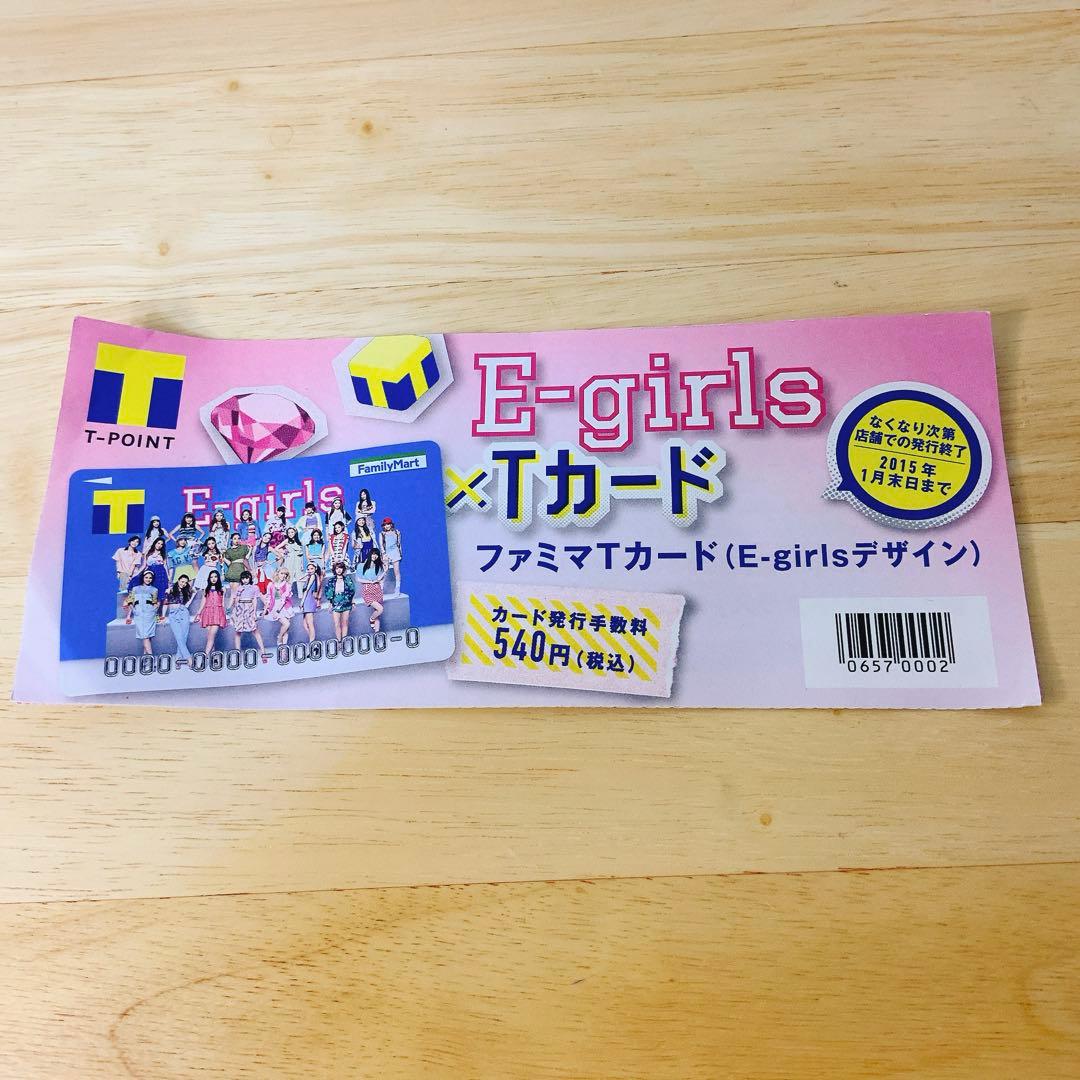 T
T-POINT
T
E-girls
FamilyMart
0000-0000-0000000-0
T T
E-girls
×Tカード
ファミマTカード(E-girlsデザイン)
カード発行手数料
540円(税込)
なくなり次第
店舗での発行終了
2015年
1月末日まで
0657 0002